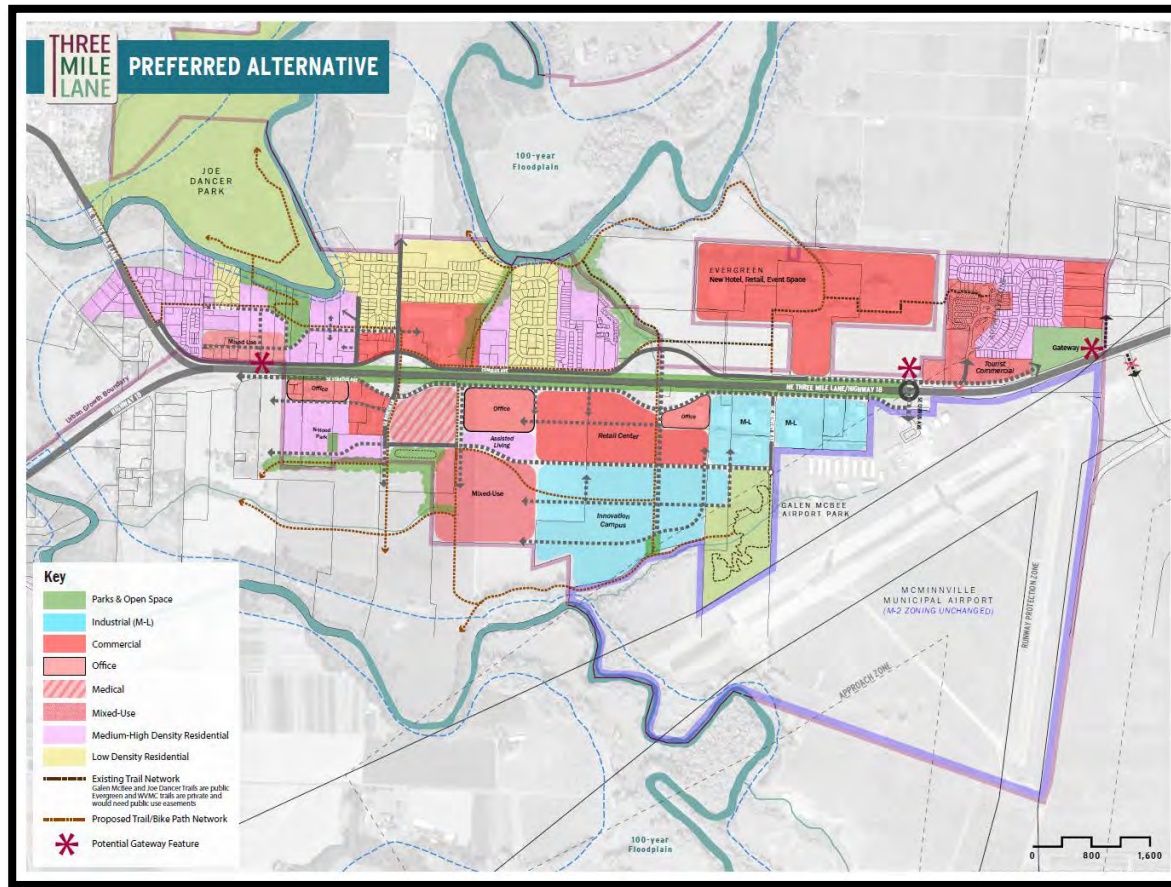 THREE
MILE
LANE
PREFERRED ALTERNATIVE
JOE
DANCER
PARK
100-year
Floodplain
EVERGREEN
New Hotel, Retail, Event Space
Mixed Use
Tourist
Commercial
Gateway
NE THREE MILE LANE/HIGHWAY 18
Urban Growth Boundary
HIGHWAY 18
Office
N-Hood
Park
Office
Assisted
Living
Retail Center
Office
M-L
M-L
Mixed-Use
Innovation
Campus
GALEN MCBEE
AIRPORT PARK
MCMINNVILLE
MUNICIPAL AIRPORT
(M-2 ZONING UNCHANGED)
RUNWAY PROTECTION ZONE
APPROACH ZONE
100-year
Floodplain
Key
Parks & Open Space
Industrial (M-L)
Commercial
Office
Medical
Mixed-Use
Medium-High Density Residential
Low Density Residential
Existing Trail Network
Galen McBee and Joe Dancer Trails are public
Evergreen and WVMC trails are private and
would need public use easements
Proposed Trail/Bike Path Network
Potential Gateway Feature
0 800 1,600